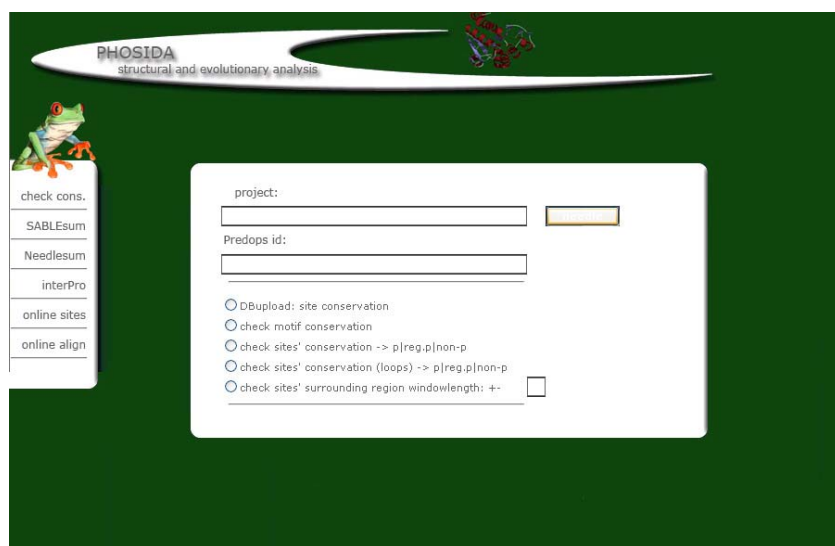 PHOSIDA
structural and evolutionary analysis
check cons.
SABLEsum
Needlesum
interPro
online sites
online align
project:
Predops id:
DBupload: site conservation
check motif conservation
check sites' conservation -> p|reg.p|non-p
check sites' conservation (loops) -> p|reg.p|non-p
check sites' surrounding region windowlength: +-